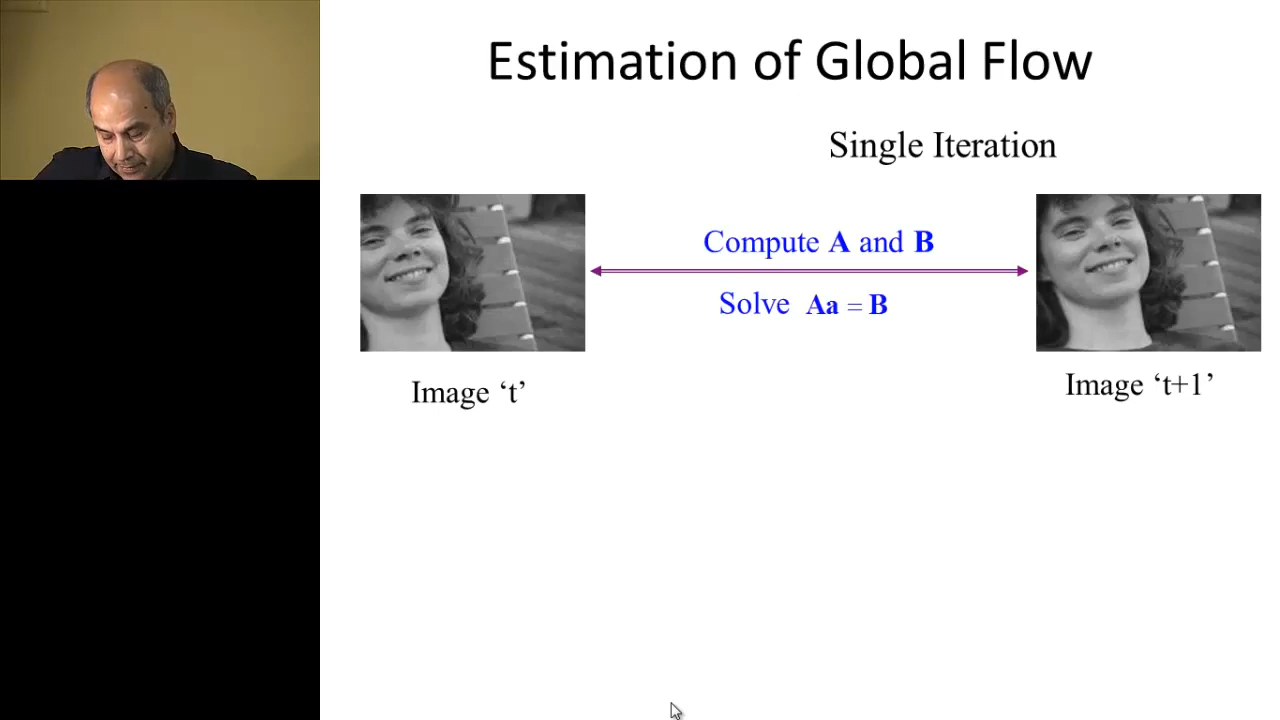 Estimation of Global Flow
Single Iteration
Compute A and B
Solve Aa = B
Image ‘t’
Image ‘t+1’